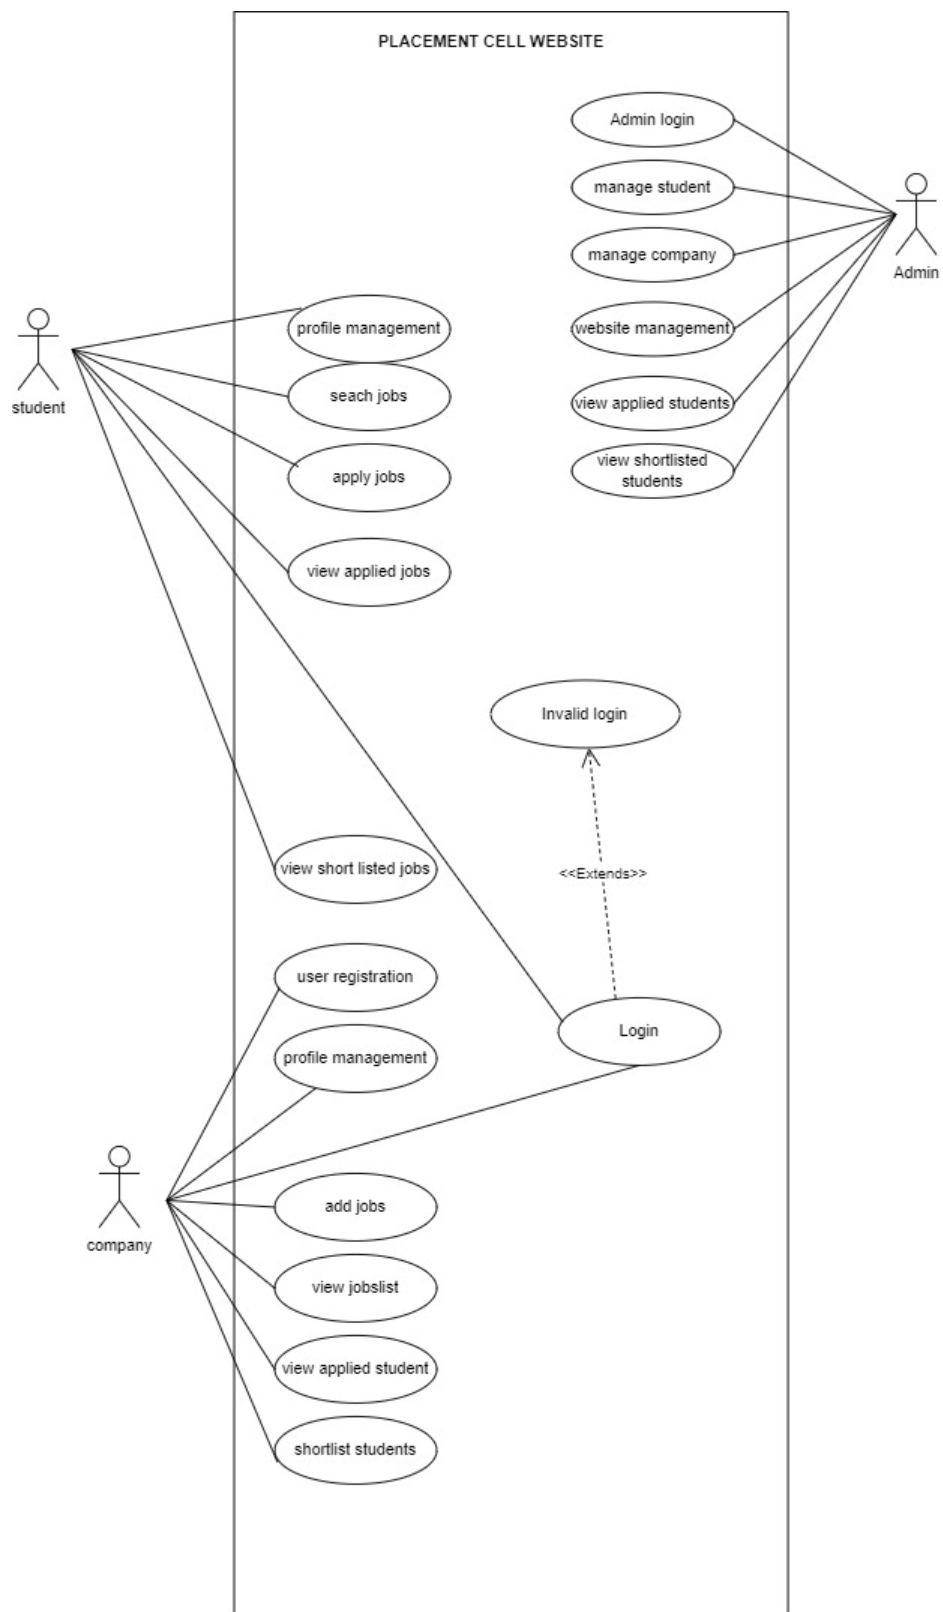 PLACEMENT CELL WEBSITE
Admin login
manage student
manage company
Admin
profile management
website management
seach jobs
student
view applied students
view shortlisted
students
apply jobs
view applied jobs
Invalid login
view short listed jobs
<<Extends>>
user registration
Login
profile management
add jobs
company
view jobslist
view applied student
shortlist students